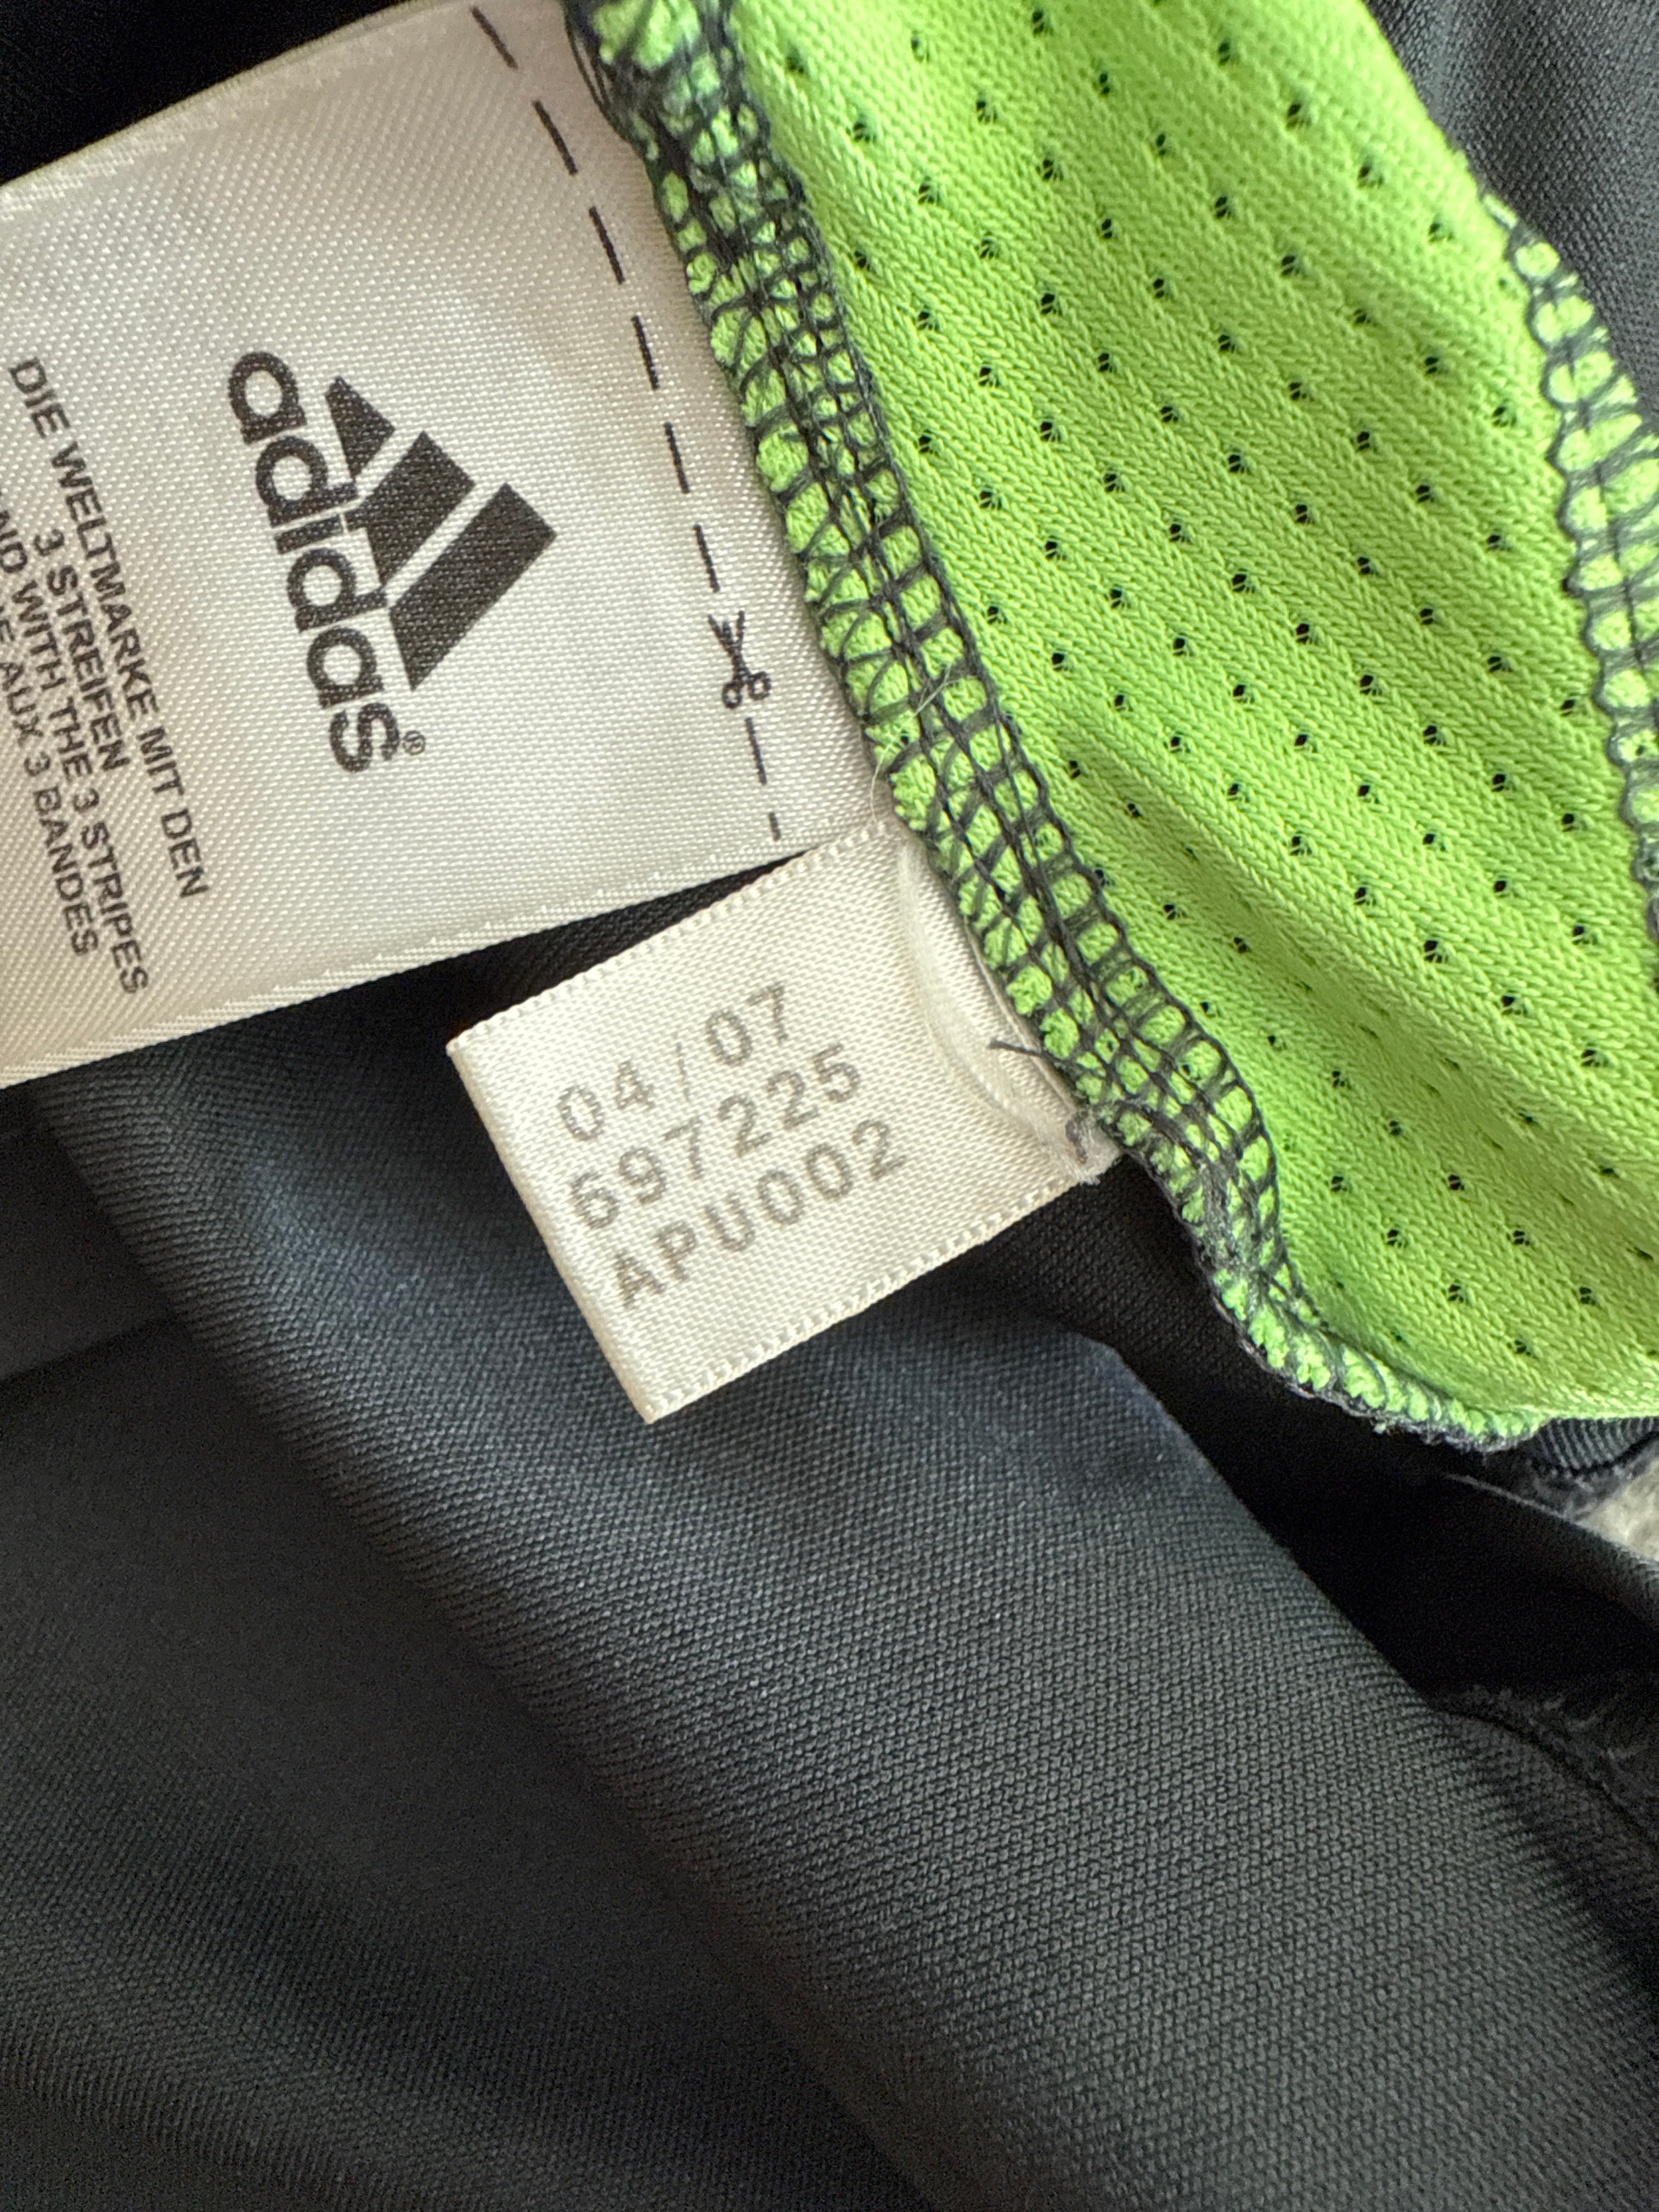 adidas®
DIE WELTMARKE MIT DEN
3 STREIFEN
WITH THE 3 STRIPES
AUX 3 BANDES
04/07
697225
APU002